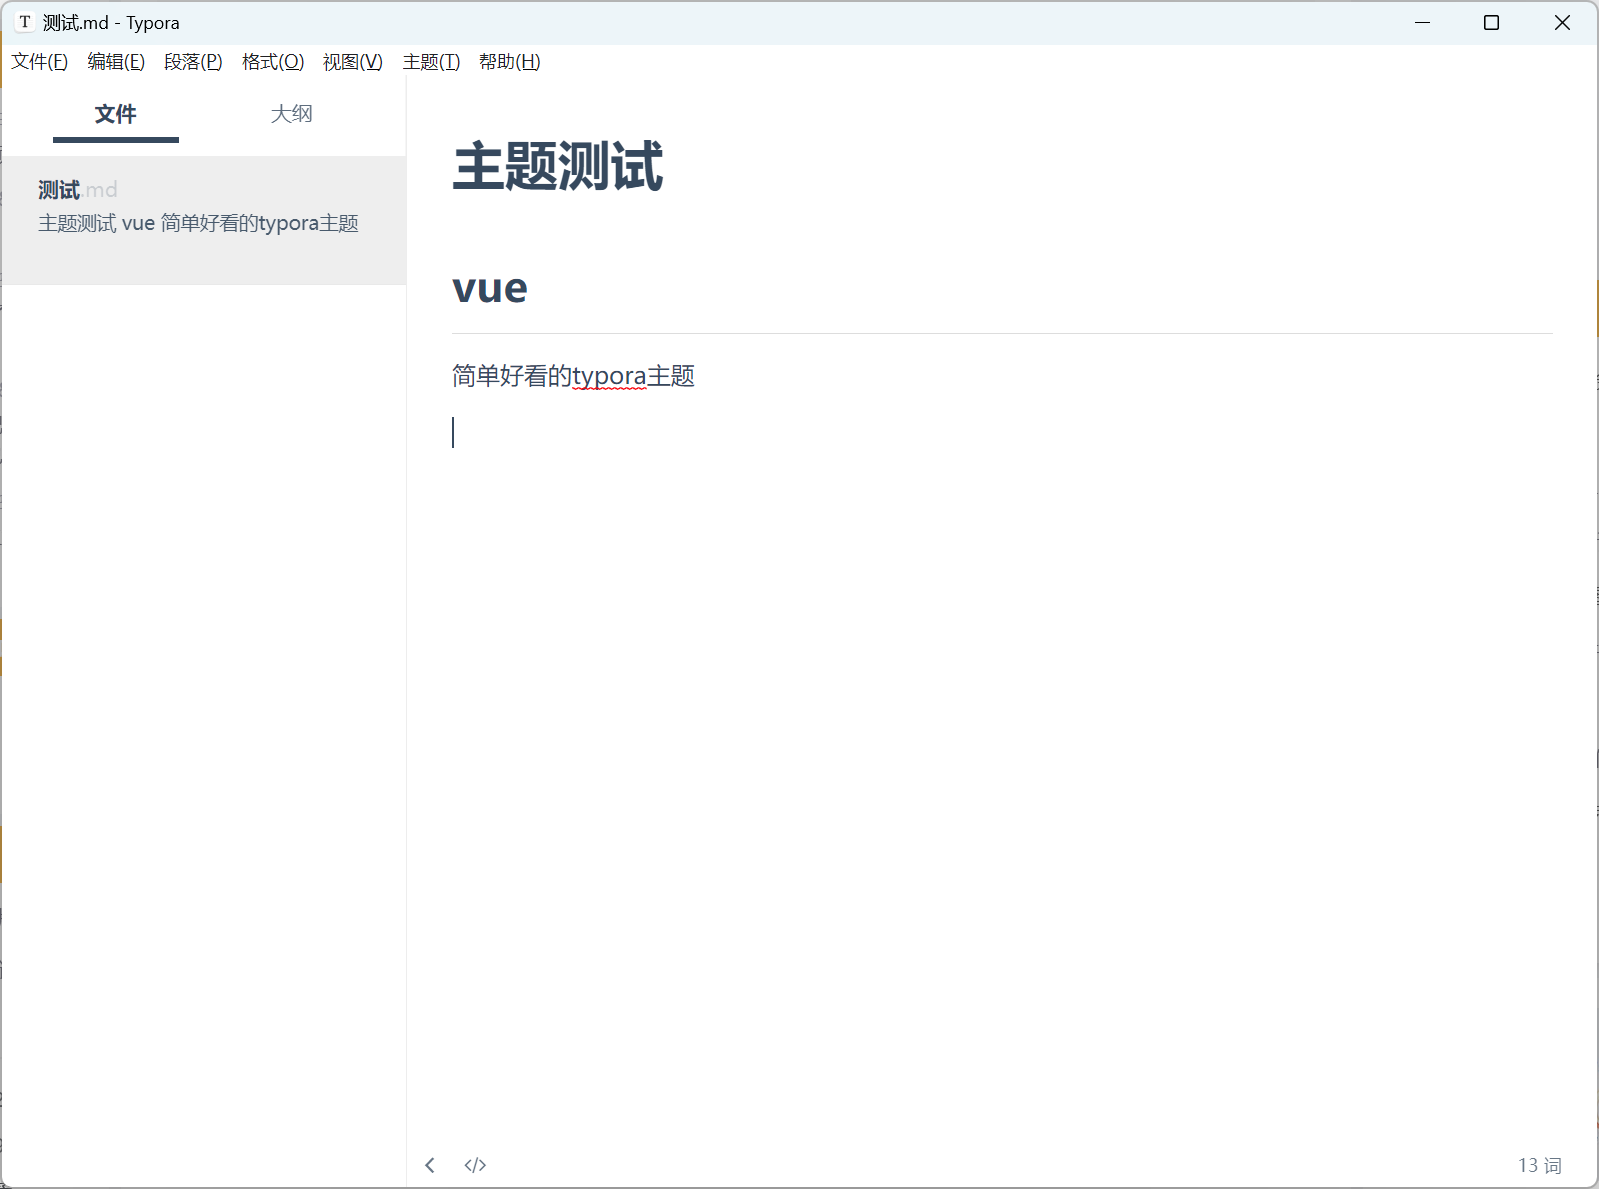 T 测试.md - Typora
文件(F) 编辑(E) 段落(P) 格式(O) 视图(V) 主题(T) 帮助(H)
文件 大纲
测试.md
主题测试 vue 简单好看的typora主题
主题测试
vue
简单好看的typora主题
</> 13 词